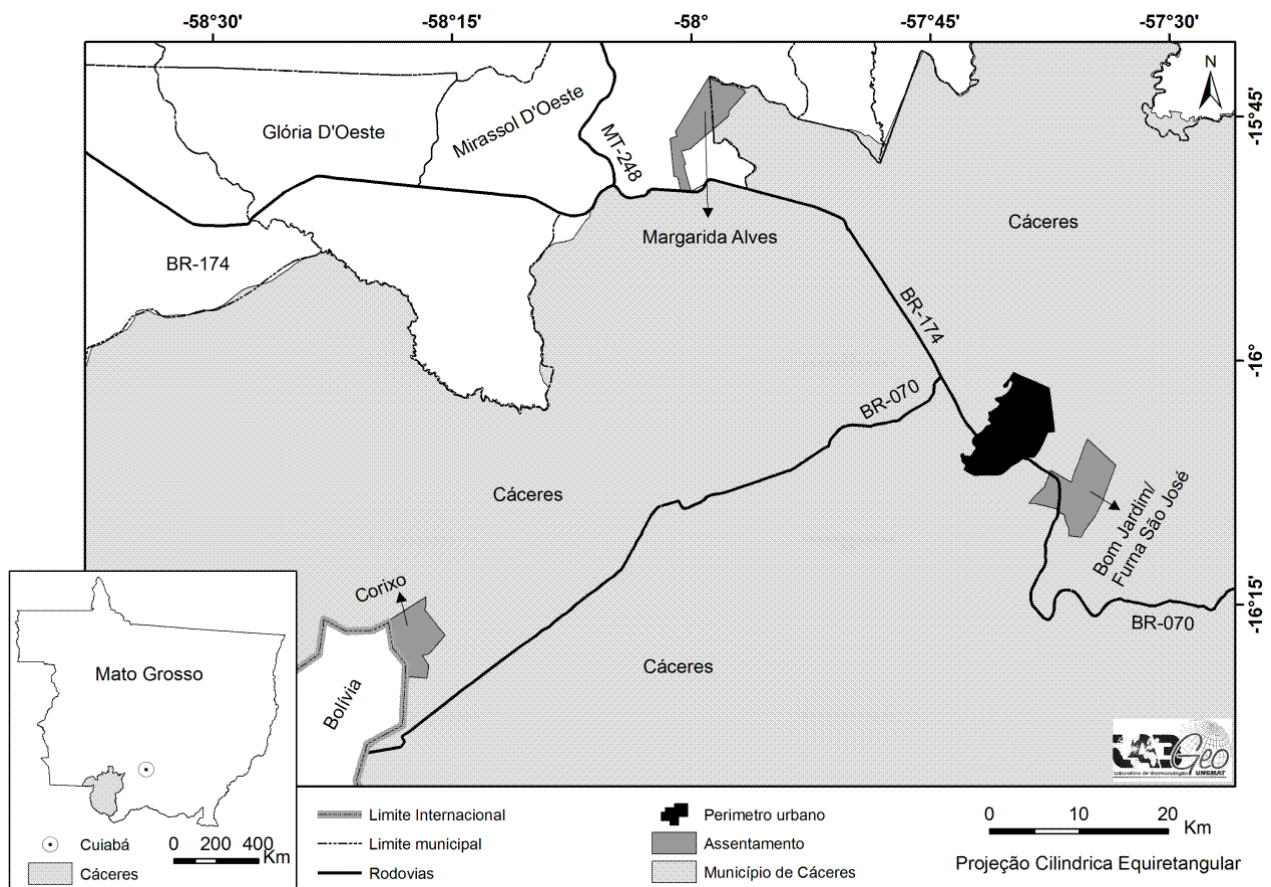 -58°30'
-58°15'
-58°
-57°45'
-57°30'
N
-15°45'
-16°
-16°15'
Glória D'Oeste
Mirassol D'Oeste
MT-248
Margarida Alves
Cáceres
BR-174
BR-174
BR-070
Cáceres
Bom Jardim/
Furna São José
Corixo
BR-070
Cáceres
Bolívia
Mato Grosso
Cuiabá
0 200 400
Km
Cáceres
Limite Internacional
Limite municipal
Rodovias
Perimetro urbano
Assentamento
Município de Cáceres
0 10 20
Km
Projeção Cilindrica Equiretangular
Geo
UNEMAT